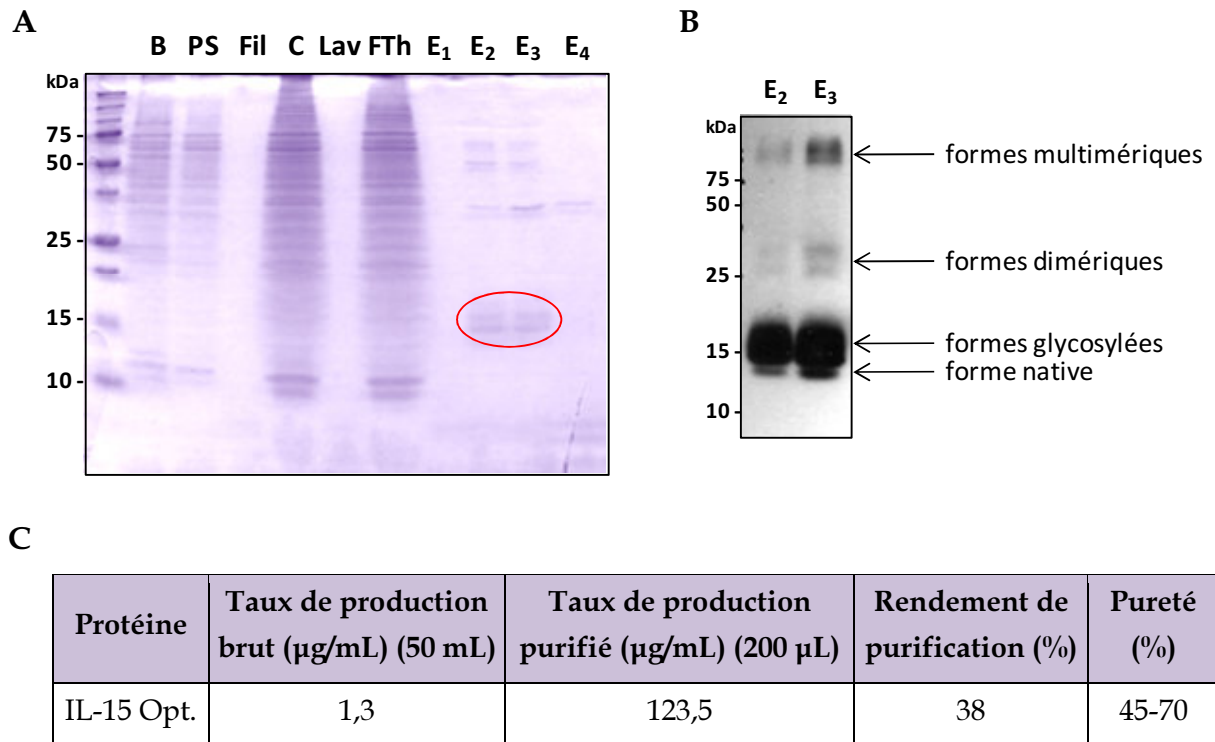 A
B PS Fil C Lav FTh E₁ E₂ E₃ E₄
kDa
75 -
50 -
25 -
15 -
10 -
B
E₂ E₃
kDa
75 -
50 -
25 -
15 -
10 -
formes multimériques
formes dimériques
formes glycosylées
forme native
C
Protéine
Taux de production
brut (µg/mL) (50 mL)
Taux de production
purifié (µg/mL) (200 µL)
Rendement de
purification (%)
Pureté
(%)
IL-15 Opt. 1,3 123,5 38 45-70